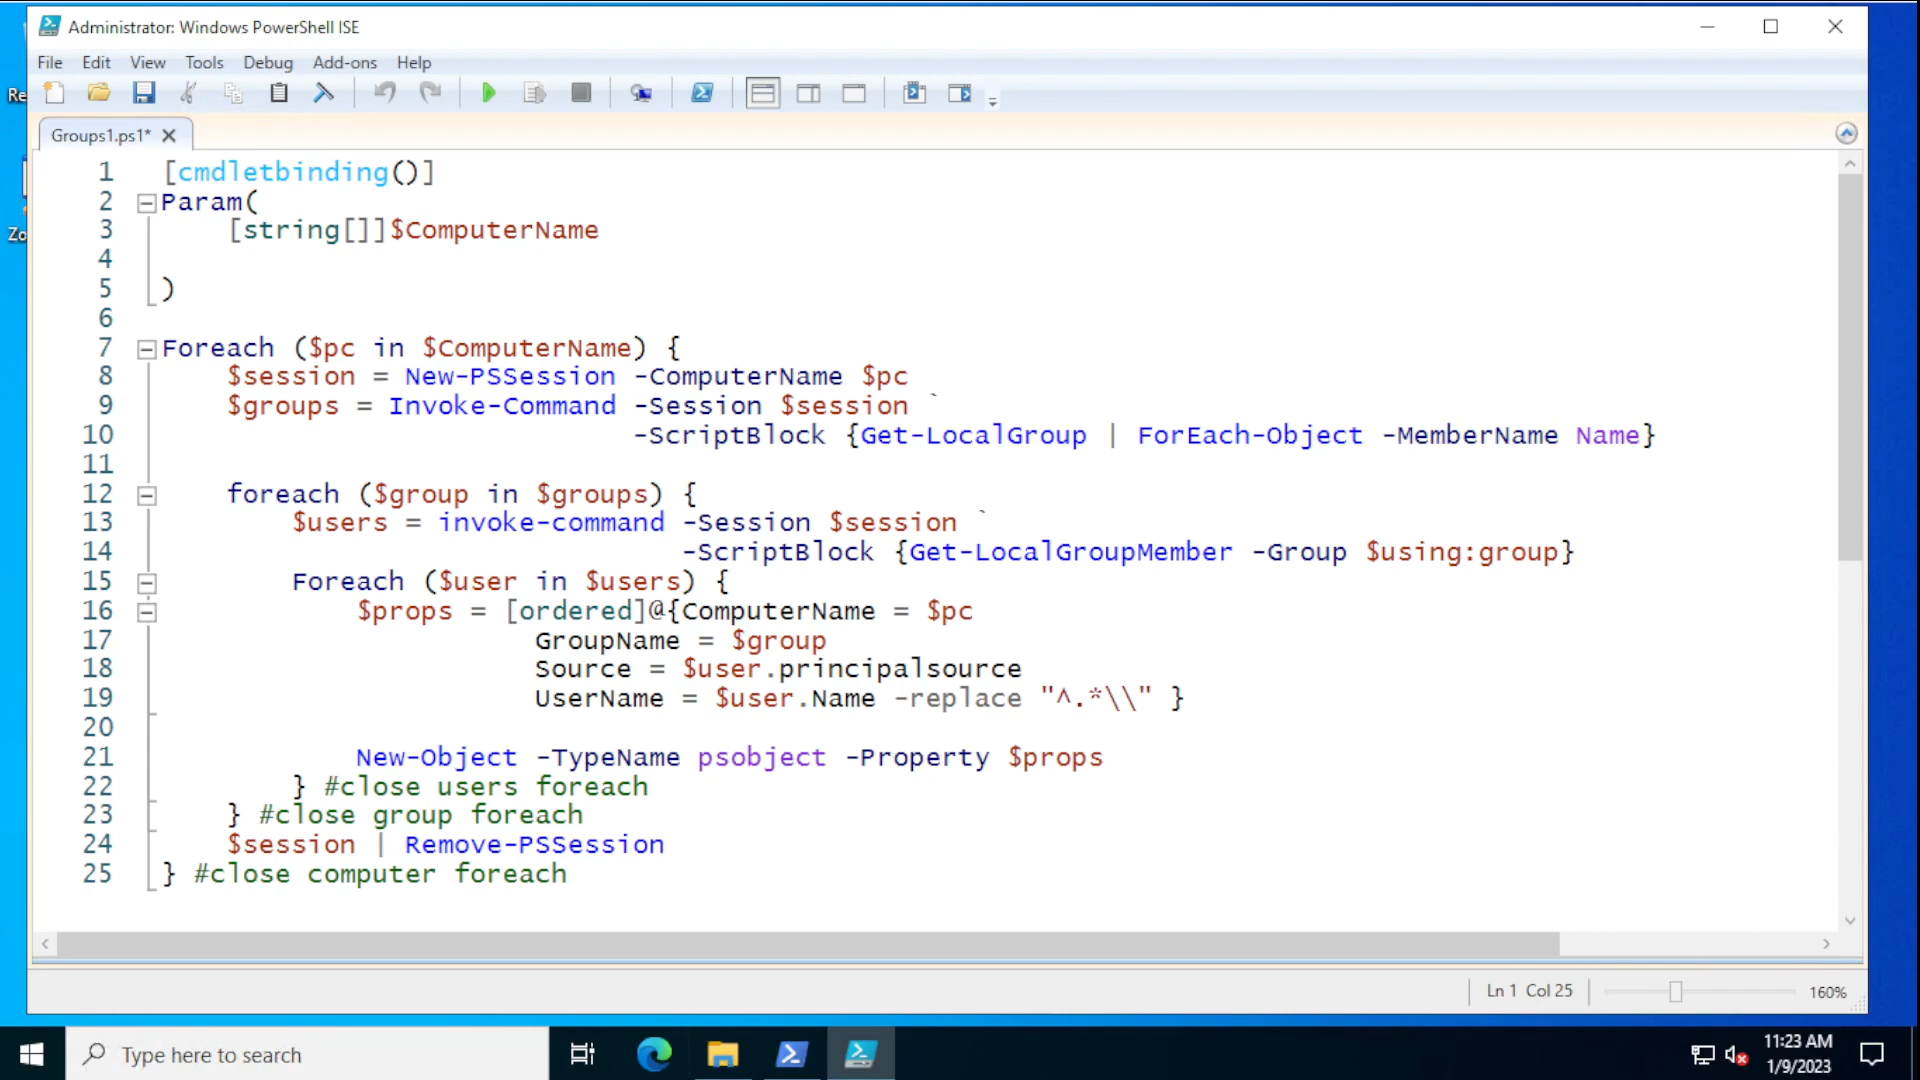 Administrator: Windows PowerShell ISE
File Edit View Tools Debug Add-ons Help
Re
Groups1.ps1*
Zo
1 [cmdletbinding()]
2 Param(
3 [string[]]$ComputerName
4
5 )
6
7 Foreach ($pc in $ComputerName) {
8 $session = New-PSSession -ComputerName $pc
9 $groups = Invoke-Command -Session $session `
10 -ScriptBlock {Get-LocalGroup | ForEach-Object -MemberName Name}
11
12 foreach ($group in $groups) {
13 $users = invoke-command -Session $session `
14 -ScriptBlock {Get-LocalGroupMember -Group $using:group}
15 Foreach ($user in $users) {
16 $props = [ordered]@{ComputerName = $pc
17 GroupName = $group
18 Source = $user.principalsource
19 UserName = $user.Name -replace "^.*\\" }
20
21 New-Object -TypeName psobject -Property $props
22 } #close users foreach
23 } #close group foreach
24 $session | Remove-PSSession
25 } #close computer foreach
Ln 1 Col 25 160%
Type here to search
11:23 AM
1/9/2023